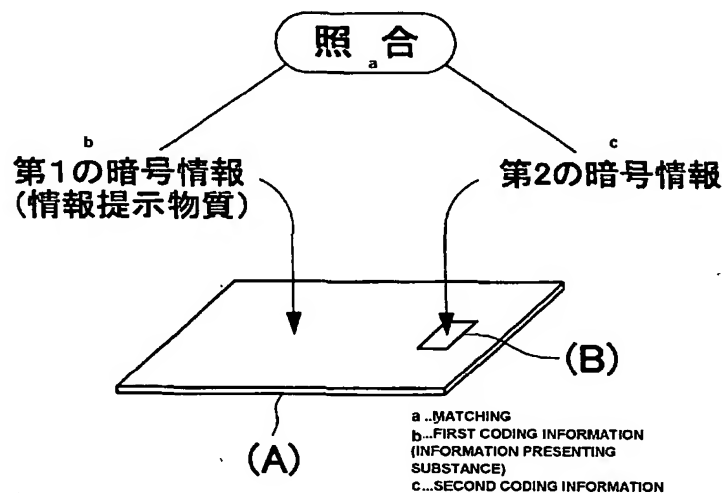 照 合
a
b
第1の暗号情報
(情報提示物質)
c
第2の暗号情報
(B)
(A)
a ..MATCHING
b...FIRST CODING INFORMATION
(INFORMATION PRESENTING
SUBSTANCE)
c...SECOND CODING INFORMATION